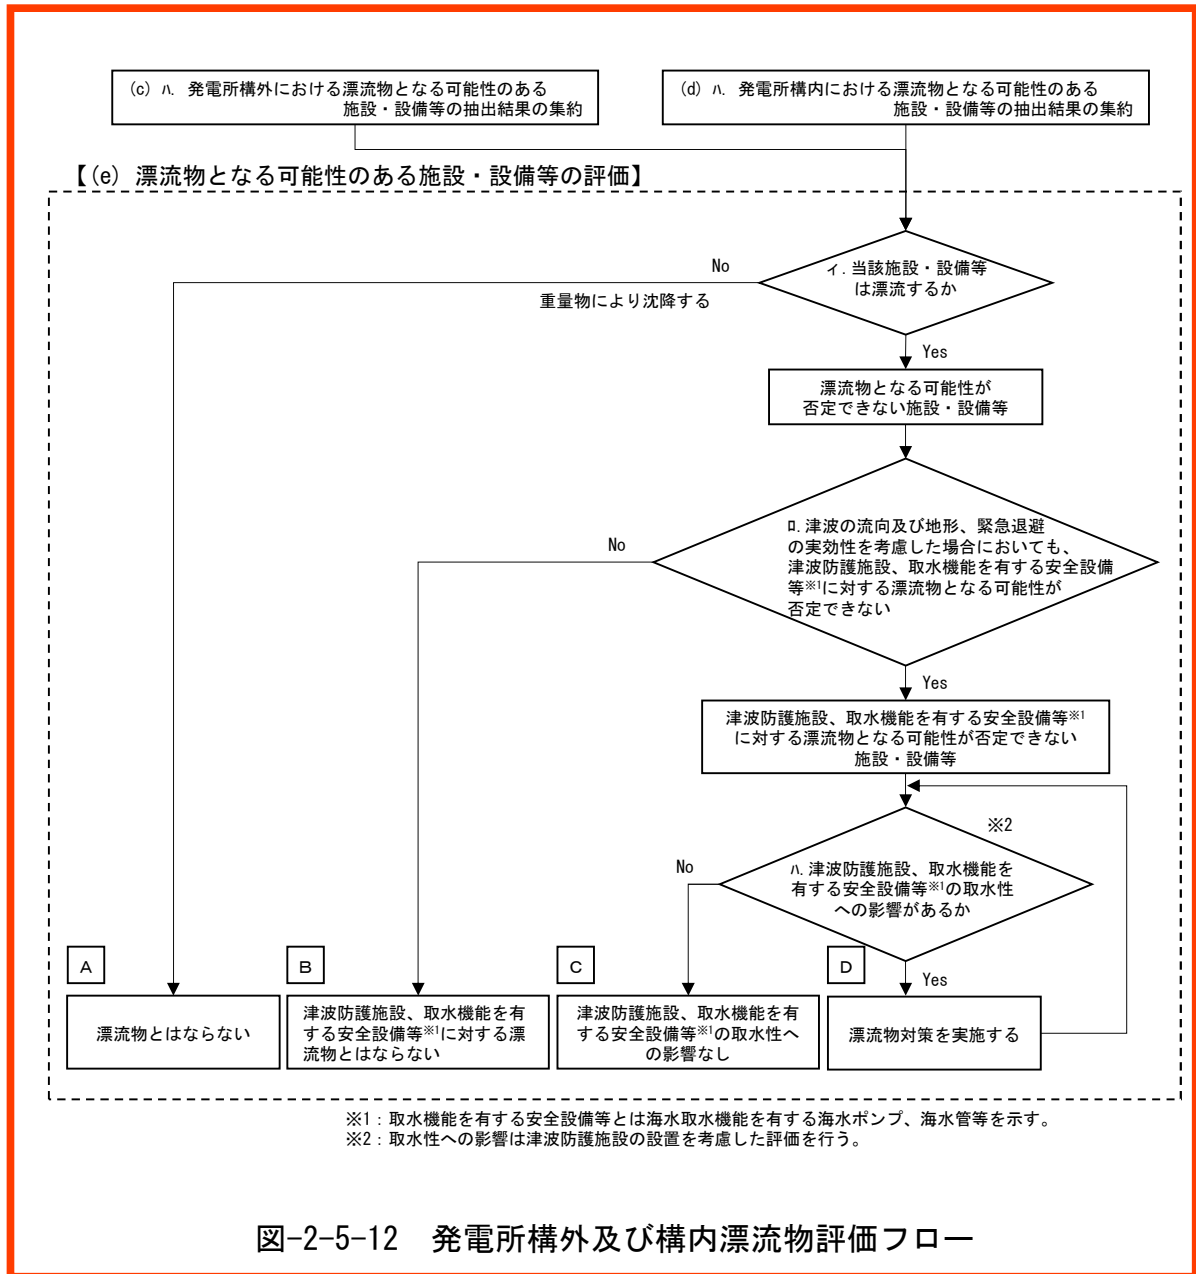 (c) ハ. 発電所構外における漂流物となる可能性のある
施設・設備等の抽出結果の集約
(d) ハ. 発電所構内における漂流物となる可能性のある
施設・設備等の抽出結果の集約
【(e) 漂流物となる可能性のある施設・設備等の評価】
イ. 当該施設・設備等
は漂流するか
No
重量物により沈降する
Yes
漂流物となる可能性が
否定できない施設・設備等
ロ. 津波の流向及び地形、緊急退避
の実効性を考慮した場合においても、
津波防護施設、取水機能を有する安全設備
等※1に対する漂流物となる可能性が
否定できない
No
Yes
津波防護施設、取水機能を有する安全設備等※1
に対する漂流物となる可能性が否定できない
施設・設備等
※2
ハ. 津波防護施設、取水機能を
有する安全設備等※1の取水性
への影響があるか
No
Yes
A
漂流物とはならない
B
津波防護施設、取水機能を有
する安全設備等※1に対する漂
流物とはならない
C
津波防護施設、取水機能を有
する安全設備等※1の取水性へ
の影響なし
D
漂流物対策を実施する
※1：取水機能を有する安全設備等とは海水取水機能を有する海水ポンプ、海水管等を示す。
※2：取水性への影響は津波防護施設の設置を考慮した評価を行う。
図-2-5-12 発電所構外及び構内漂流物評価フロー